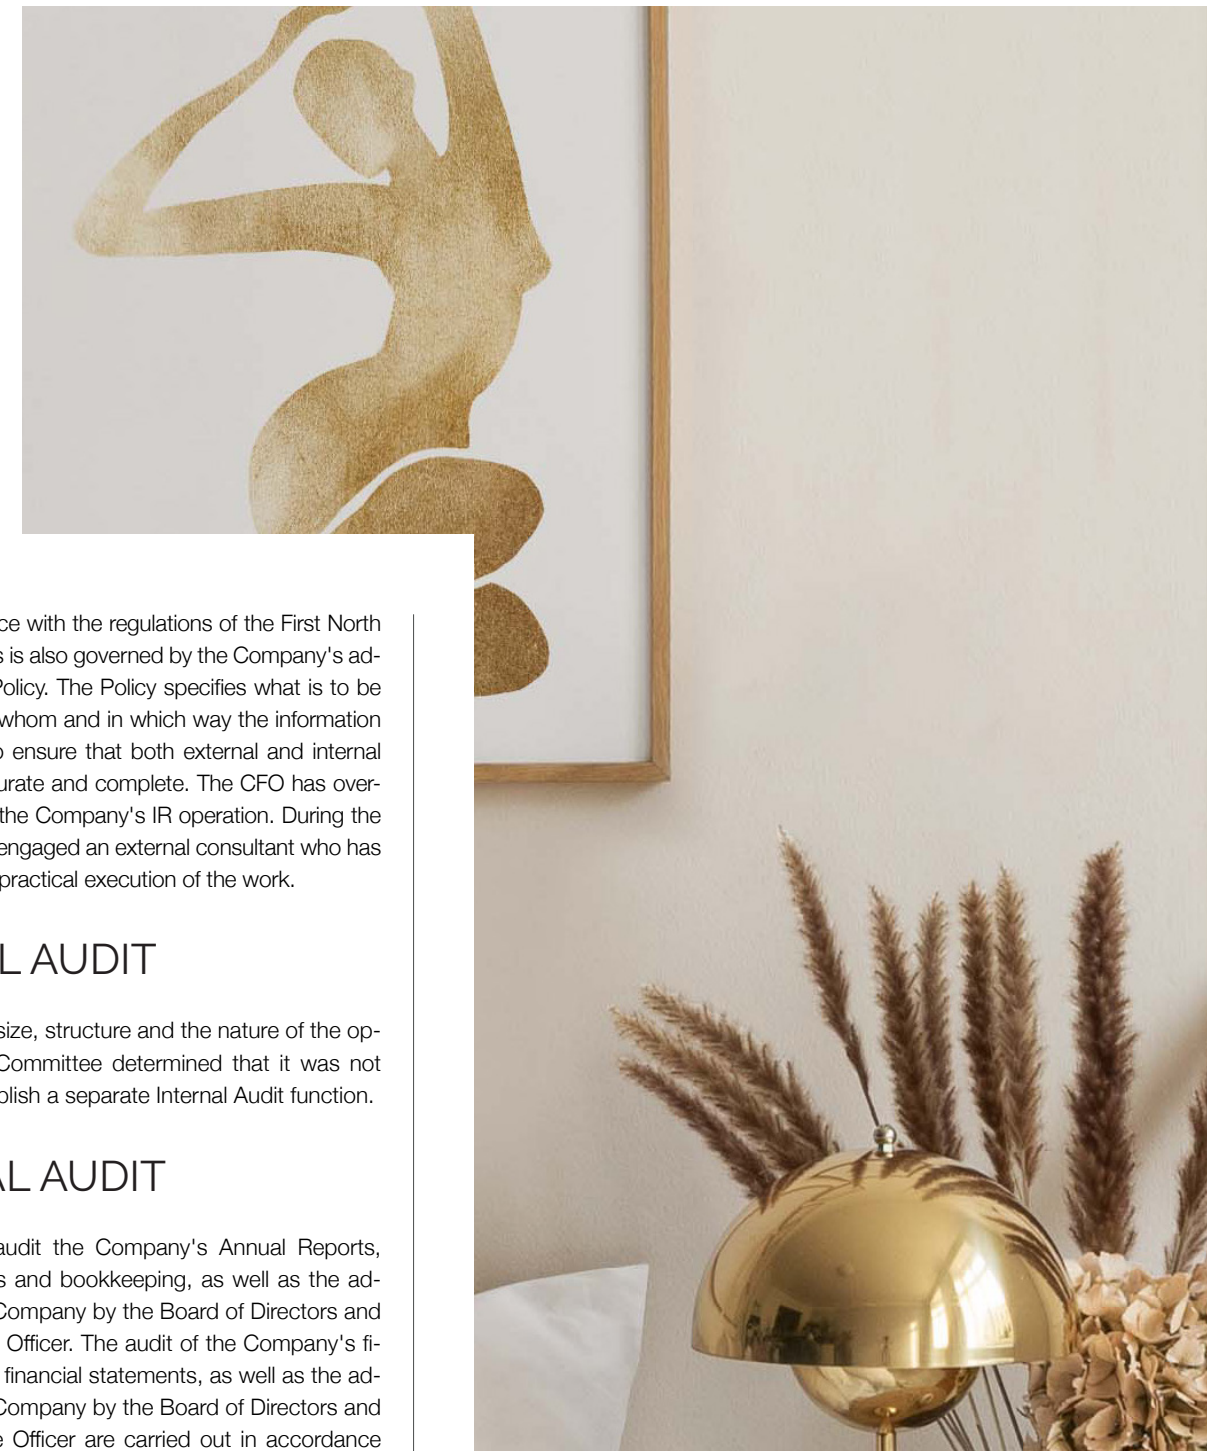 ce with the regulations of the First North
s is also governed by the Company's ad-
Policy. The Policy specifies what is to be
whom and in which way the information
o ensure that both external and internal
urate and complete. The CFO has over-
the Company's IR operation. During the
engaged an external consultant who has
practical execution of the work.
L AUDIT
size, structure and the nature of the op-
Committee determined that it was not
blish a separate Internal Audit function.
AL AUDIT
audit the Company's Annual Reports,
s and bookkeeping, as well as the ad-
Company by the Board of Directors and
Officer. The audit of the Company's fi-
financial statements, as well as the ad-
Company by the Board of Directors and
e Officer are carried out in accordance